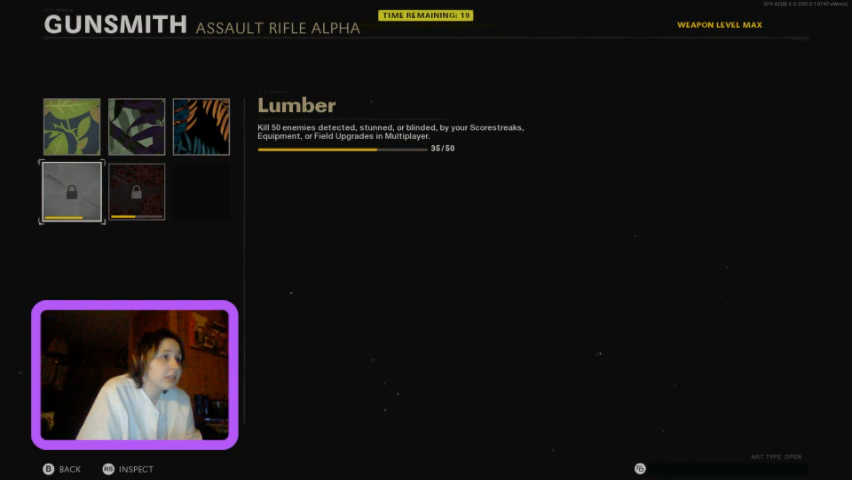 GUNSMITH ASSAULT RIFLE ALPHA
TIME REMAINING: 19
WEAPON LEVEL MAX
Lumber
Kill 50 enemies detected, stunned, or blinded, by your Scorestreaks,
Equipment, or Field Upgrades in Multiplayer.
35/50
NAT TYPE: OPEN
B BACK RS INSPECT